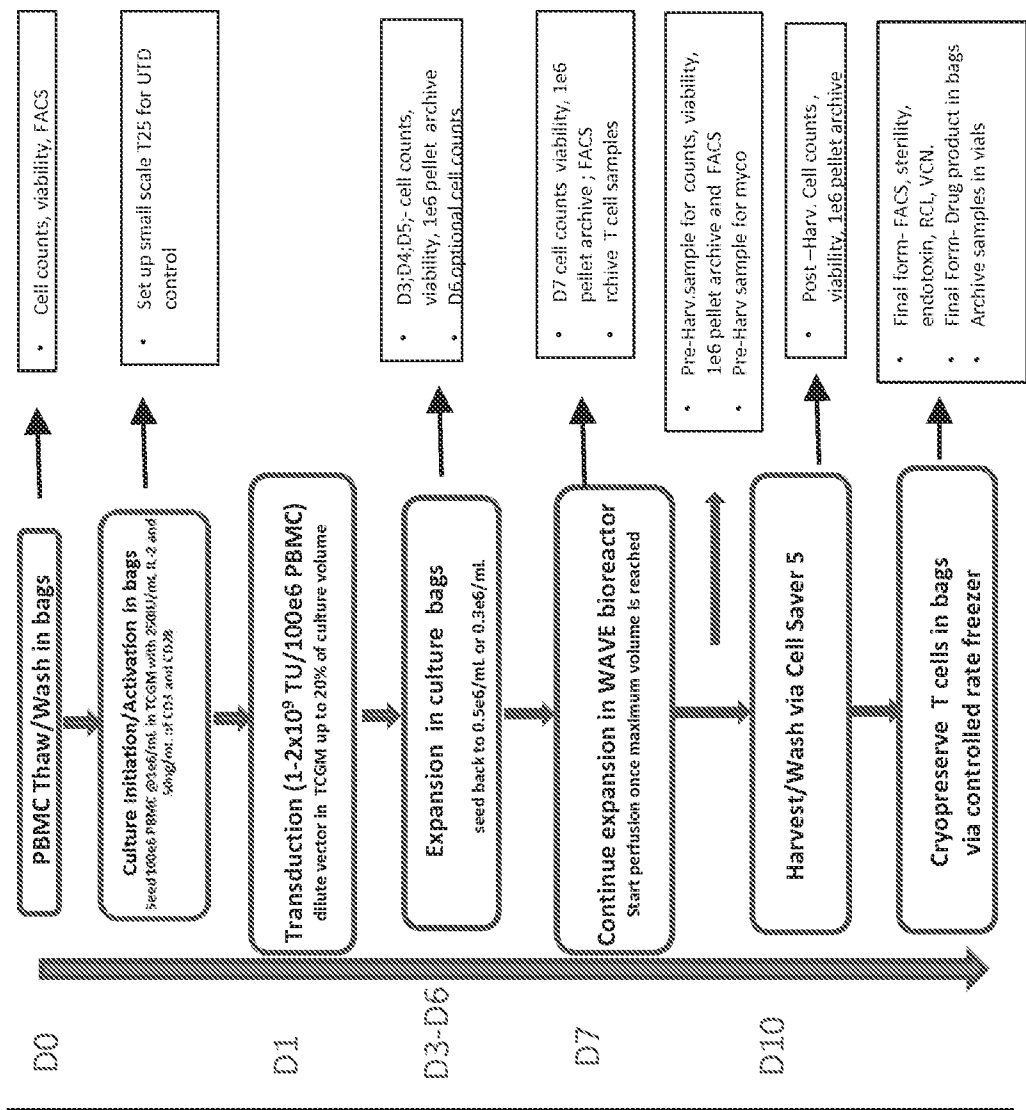 D0
PBMC Thaw/Wash in bags
• Cell counts, viability, FACS
Culture Initiation/Activation in bags
Seed 100e6 PBMC @1e6/mL in TCGM with 250IU/mL IL-2 and
50ng/mL of CD3 and CD28
• Set up small scale T25 for UTD
control
D1
Transduction (1-2x10⁹ TU/100e6 PBMC)
dilute vector in TCGM up to 20% of culture volume
D3-D6
Expansion in culture bags
seed back to 0.5e6/mL or 0.3e6/mL
• D3;D4;D5;- cell counts,
viability, 1e6 pellet archive
• D6 optional cell counts
D7
Continue expansion in WAVE bioreactor
Start perfusion once maximum volume is reached
• D7 cell counts viability, 1e6
pellet archive ; FACS
• rchive T cell samples
• Pre-Harv.sample for counts, viability,
1e6 pellet archive and FACS
• Pre-Harv sample for myco
D10
Harvest/Wash via Cell Saver 5
• Post –Harv. Cell counts ,
viability, 1e6 pellet archive
Cryopreserve T cells in bags
via controlled rate freezer
• Final form- FACS, sterility,
endotoxin, RCL, VCN.
• Final Form- Drug product in bags
• Archive samples in vials